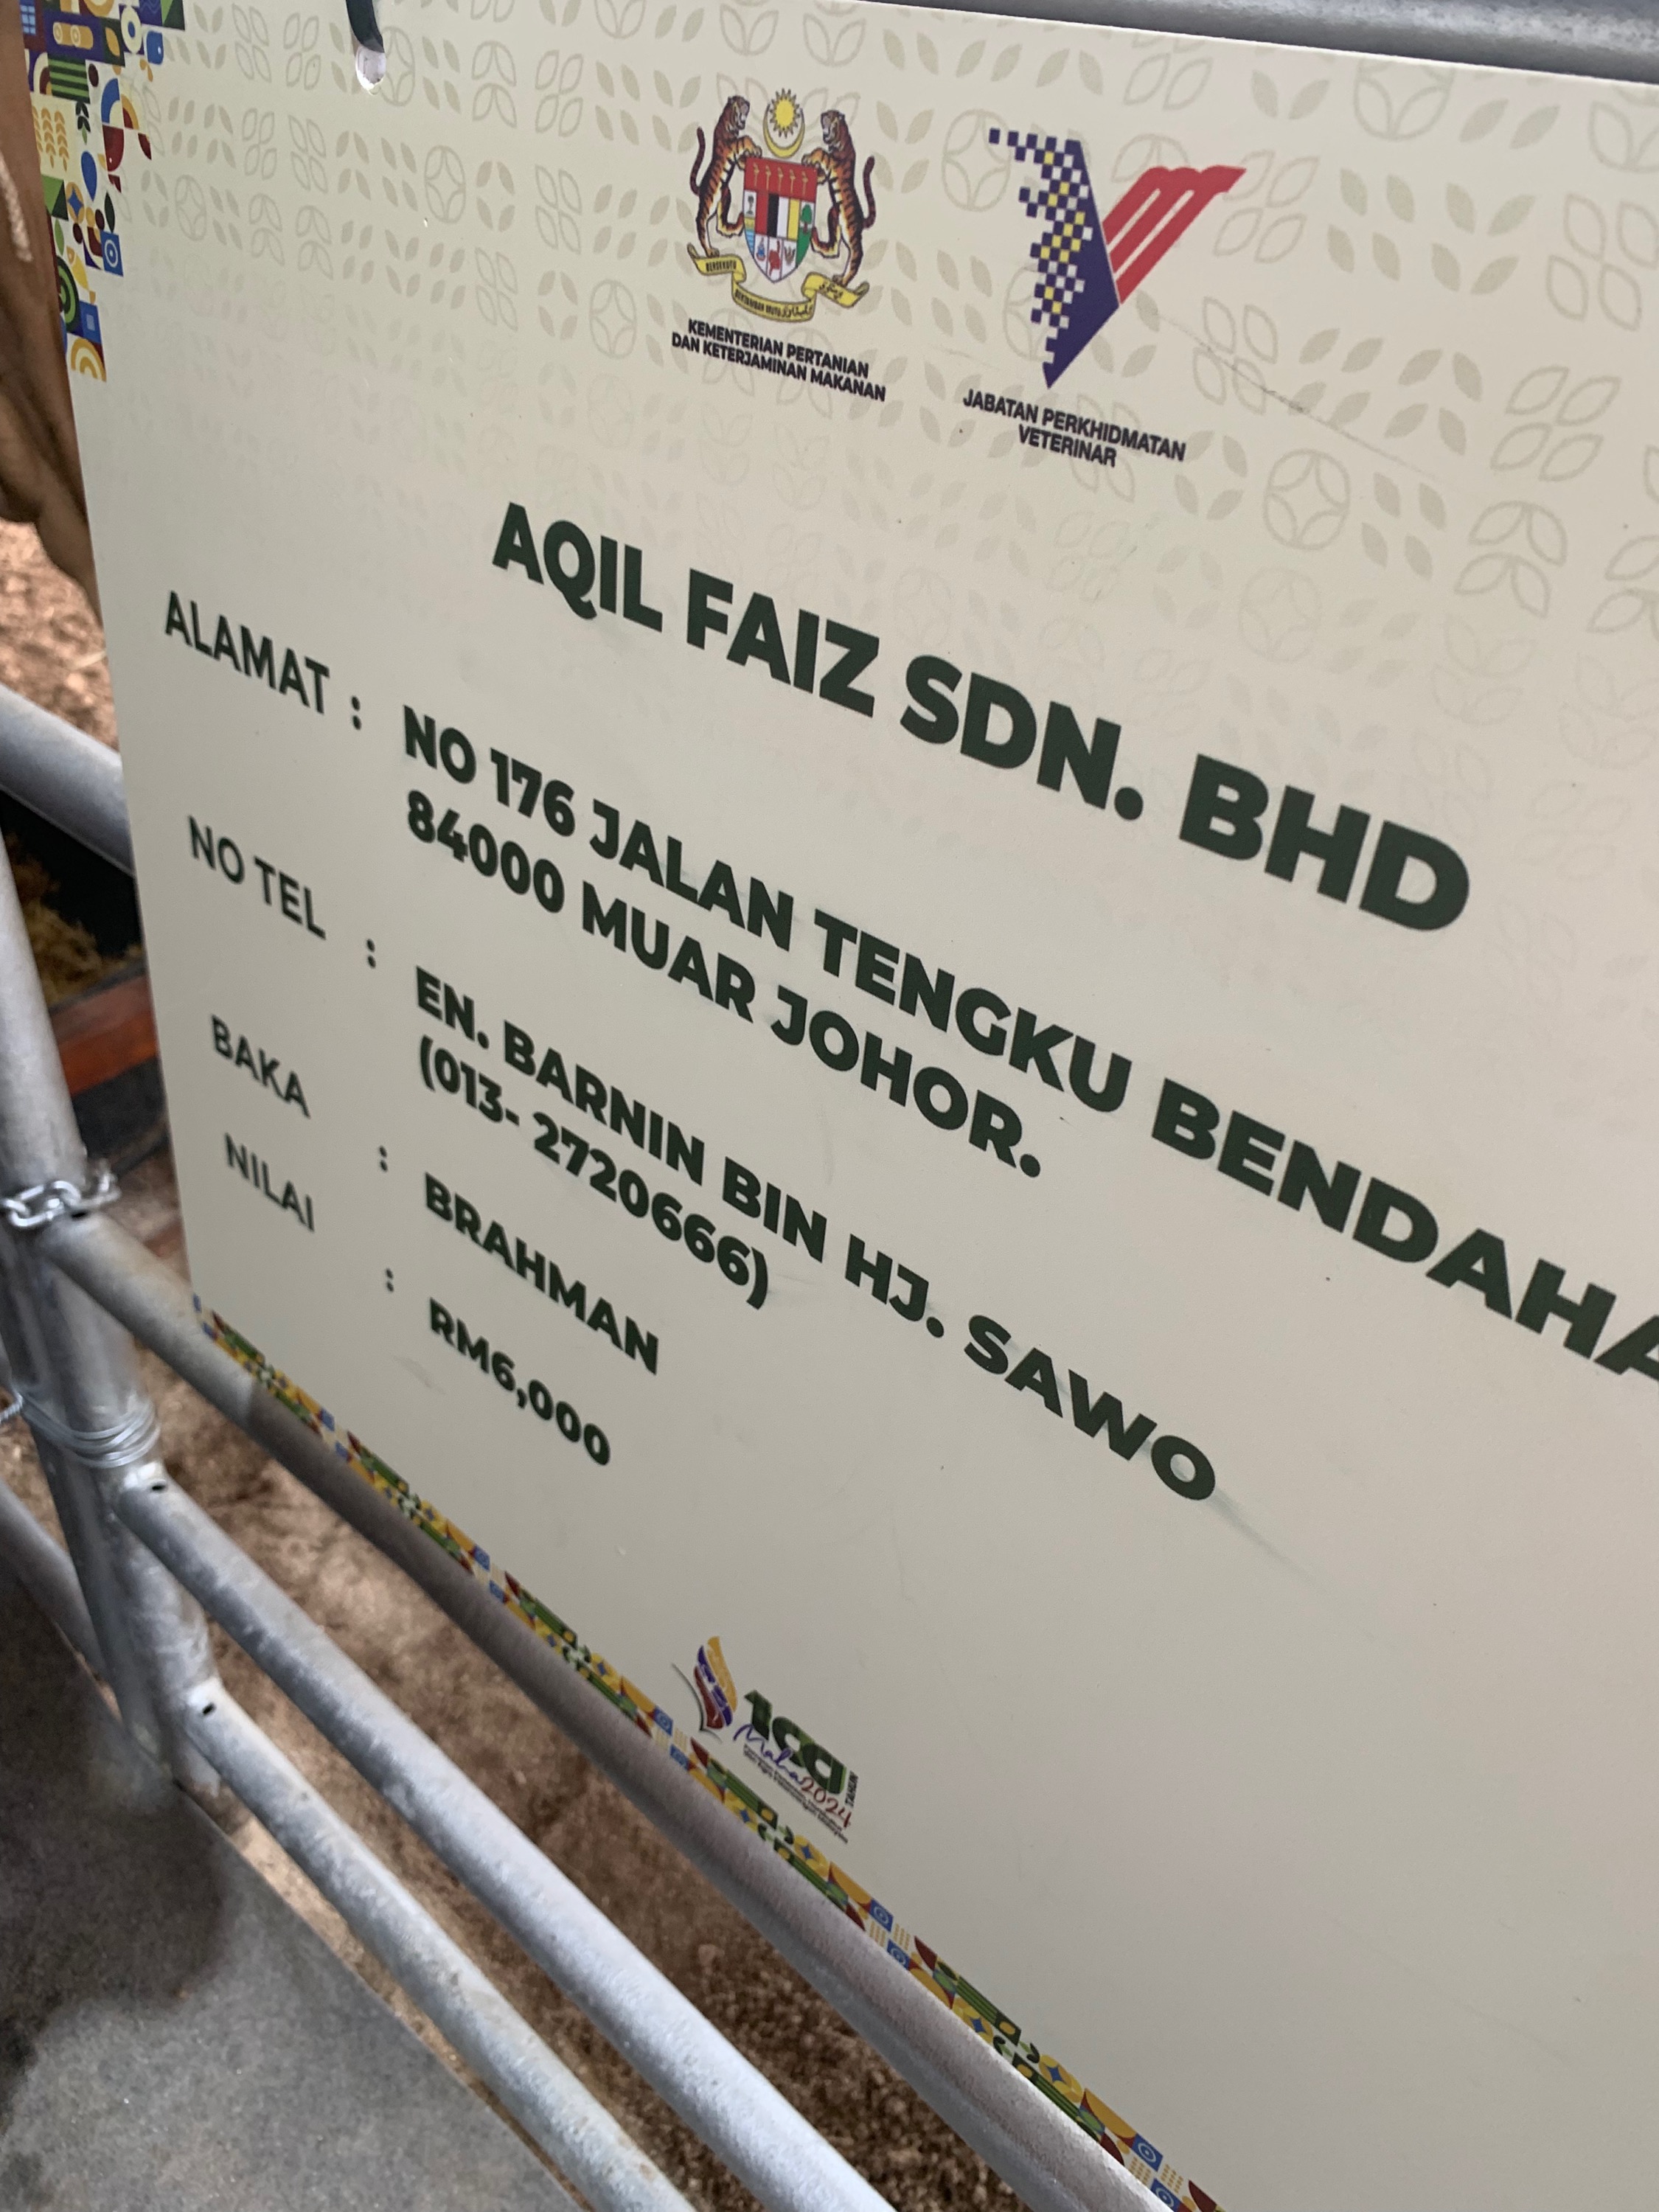 KEMENTERIAN PERTANIAN
DAN KETERJAMINAN MAKANAN
JABATAN PERKHIDMATAN
VETERINAR
AQIL FAIZ SDN. BHD
ALAMAT : NO 176 JALAN TENGKU BENDAHA
84000 MUAR JOHOR.
NO TEL : EN. BARNIN BIN HJ. SAWO
(013- 2720666)
BAKA : BRAHMAN
NILAI : RM6,000
Maha 2024